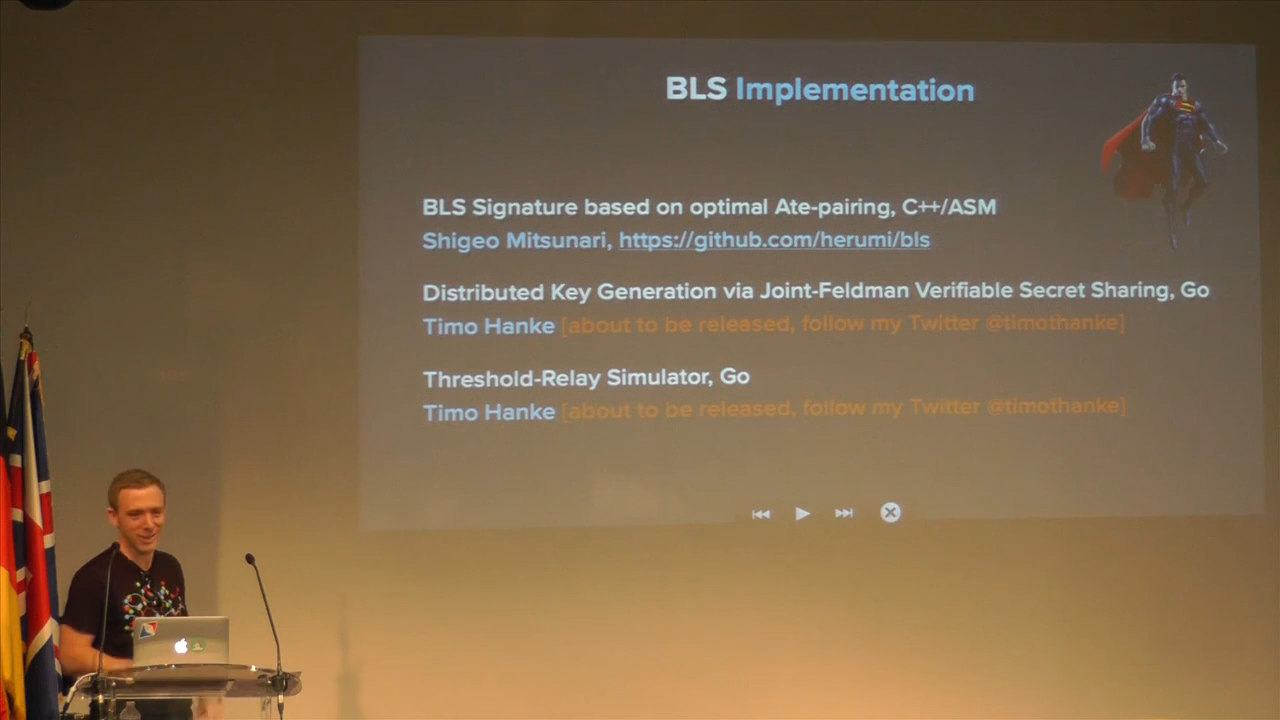 BLS Implementation
BLS Signature based on optimal Ate-pairing, C++/ASM
Shigeo Mitsunari, https://github.com/herumi/bls
Distributed Key Generation via Joint-Feldman Verifiable Secret Sharing, Go
Timo Hanke [about to be released, follow my Twitter @timothanke]
Threshold-Relay Simulator, Go
Timo Hanke [about to be released, follow my Twitter @timothanke]